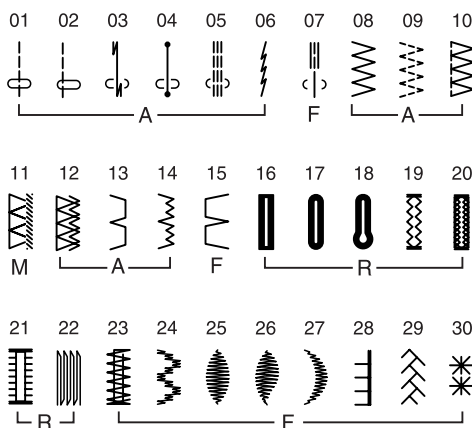 01 02 03 04 05 06 07 08 09 10
A F A
11 12 13 14 15 16 17 18 19 20
M A F R
21 22 23 24 25 26 27 28 29 30
R F